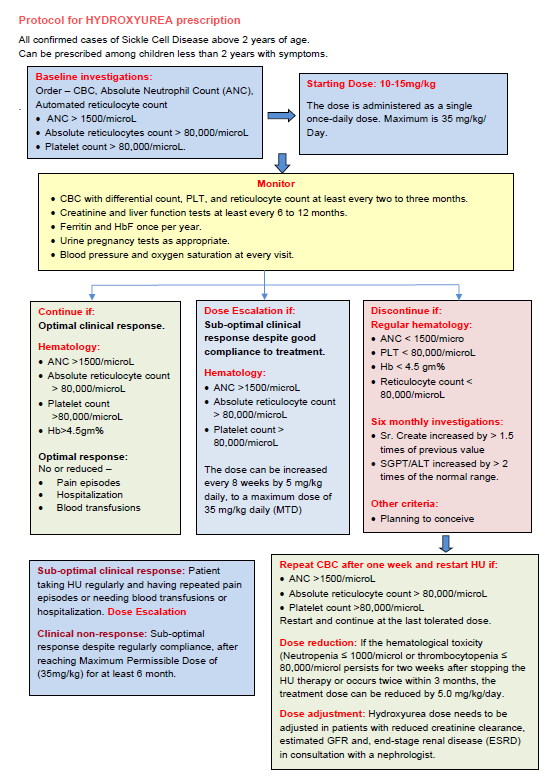 Protocol for HYDROXYUREA prescription
All confirmed cases of Sickle Cell Disease above 2 years of age.
Can be prescribed among children less than 2 years with symptoms.
Baseline investigations:
Order – CBC, Absolute Neutrophil Count (ANC),
Automated reticulocyte count
• ANC > 1500/microL
• Absolute reticulocytes count > 80,000/microL
• Platelet count > 80,000/microL.
Starting Dose: 10-15mg/kg
The dose is administered as a single
once-daily dose. Maximum is 35 mg/kg/
Day.
Monitor
• CBC with differential count, PLT, and reticulocyte count at least every two to three months.
• Creatinine and liver function tests at least every 6 to 12 months.
• Ferritin and HbF once per year.
• Urine pregnancy tests as appropriate.
• Blood pressure and oxygen saturation at every visit.
Continue if:
Optimal clinical response.
Hematology:
• ANC >1500/microL
• Absolute reticulocyte count
> 80,000/microL
• Platelet count
>80,000/microL
• Hb>4.5gm%
Optimal response:
No or reduced –
• Pain episodes
• Hospitalization
• Blood transfusions
Dose Escalation if:
Sub-optimal clinical
response despite good
compliance to treatment.
Hematology:
• ANC >1500/microL
• Absolute reticulocyte count
> 80,000/microL
• Platelet count >
80,000/microL
The dose can be increased
every 8 weeks by 5 mg/kg
daily, to a maximum dose of
35 mg/kg daily (MTD)
Discontinue if:
Regular hematology:
• ANC < 1500/micro
• PLT < 80,000/microL
• Hb < 4.5 gm%
• Reticulocyte count <
80,000/microL
Six monthly investigations:
• Sr. Create increased by > 1.5
times of previous value
• SGPT/ALT increased by > 2
times of the normal range.
Other criteria:
• Planning to conceive
Sub-optimal clinical response: Patient
taking HU regularly and having repeated pain
episodes or needing blood transfusions or
hospitalization. Dose Escalation
Clinical non-response: Sub-optimal
response despite regularly compliance, after
reaching Maximum Permissible Dose of
(35mg/kg) for at least 6 month.
Repeat CBC after one week and restart HU if:
• ANC >1500/microL
• Absolute reticulocyte count > 80,000/microL
• Platelet count >80,000/microL
Restart and continue at the last tolerated dose.
Dose reduction: If the hematological toxicity
(Neutropenia ≤ 1000/microl or thrombocytopenia ≤
80,000/microl persists for two weeks after stopping the
HU therapy or occurs twice within 3 months, the
treatment dose can be reduced by 5.0 mg/kg/day.
Dose adjustment: Hydroxyurea dose needs to be
adjusted in patients with reduced creatinine clearance,
estimated GFR and, end-stage renal disease (ESRD)
in consultation with a nephrologist.